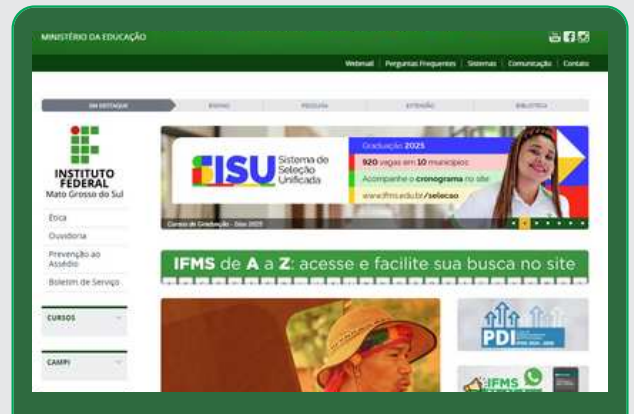 MINISTÉRIO DA EDUCAÇÃO
Webmail | Perguntas Frequentes | Sistemas | Comunicação | Contato
EM DESTAQUE
ENSINO
PESQUISA
EXTENSÃO
BIBLIOTECA
INSTITUTO
FEDERAL
Mato Grosso do Sul
SISU
Sistema de
Seleção
Unificada
Graduação 2025
920 vagas em 10 municípios
Acompanhe o cronograma no site
www.ifms.edu.br/selecao
Cursos de Graduação - Sisu 2025
Ética
Ouvidoria
Prevenção ao
Assédio
Boletim de Serviço
IFMS de A a Z: acesse e facilite sua busca no site
CURSOS
CAMPI
PDI
IFMS